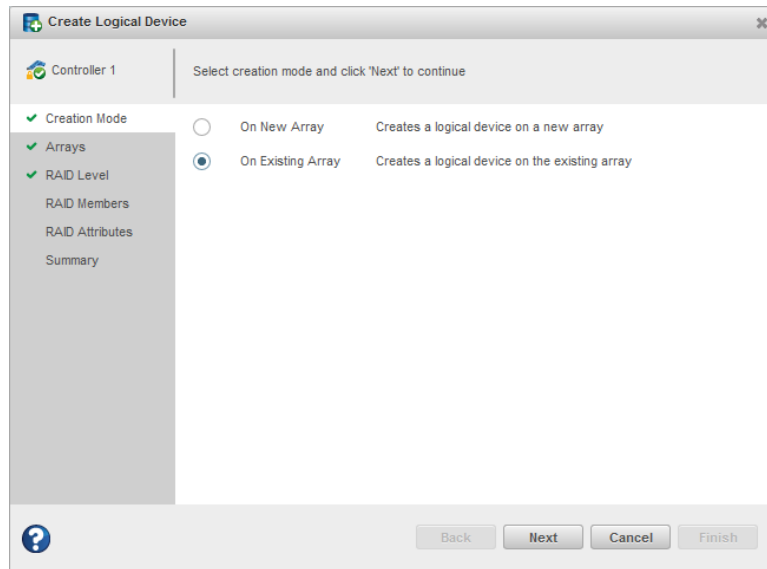 Create Logical Device
Controller 1
Select creation mode and click 'Next' to continue
Creation Mode
Arrays
RAID Level
RAID Members
RAID Attributes
Summary
On New Array Creates a logical device on a new array
On Existing Array Creates a logical device on the existing array
Back Next Cancel Finish